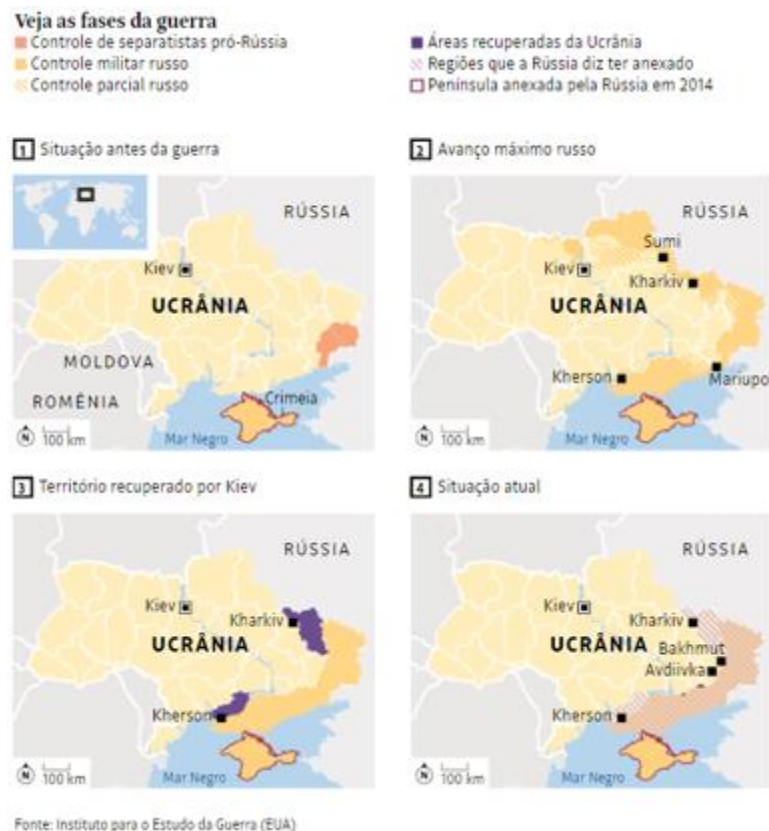 Veja as fases da guerra
Controle de separatistas pró-Rússia
Controle militar russo
Controle parcial russo
Áreas recuperadas da Ucrânia
Regiões que a Rússia diz ter anexado
Península anexada pela Rússia em 2014
1 Situação antes da guerra
RÚSSIA
Kiev
UCRÂNIA
MOLDOVA
ROMÊNIA
Crimeia
N 100 km
Mar Negro
2 Avanço máximo russo
RÚSSIA
Sumi
Kiev
Kharkiv
UCRÂNIA
Kherson
Mariupo
N 100 km
Mar Negro
3 Território recuperado por Kiev
RÚSSIA
Kiev
Kharkiv
UCRÂNIA
Kherson
N 100 km
Mar Negro
4 Situação atual
RÚSSIA
Kiev
Kharkiv
UCRÂNIA
Bakhmut
Avdiivka
Kherson
N 100 km
Mar Negro
Fonte: Instituto para o Estudo da Guerra (EUA)